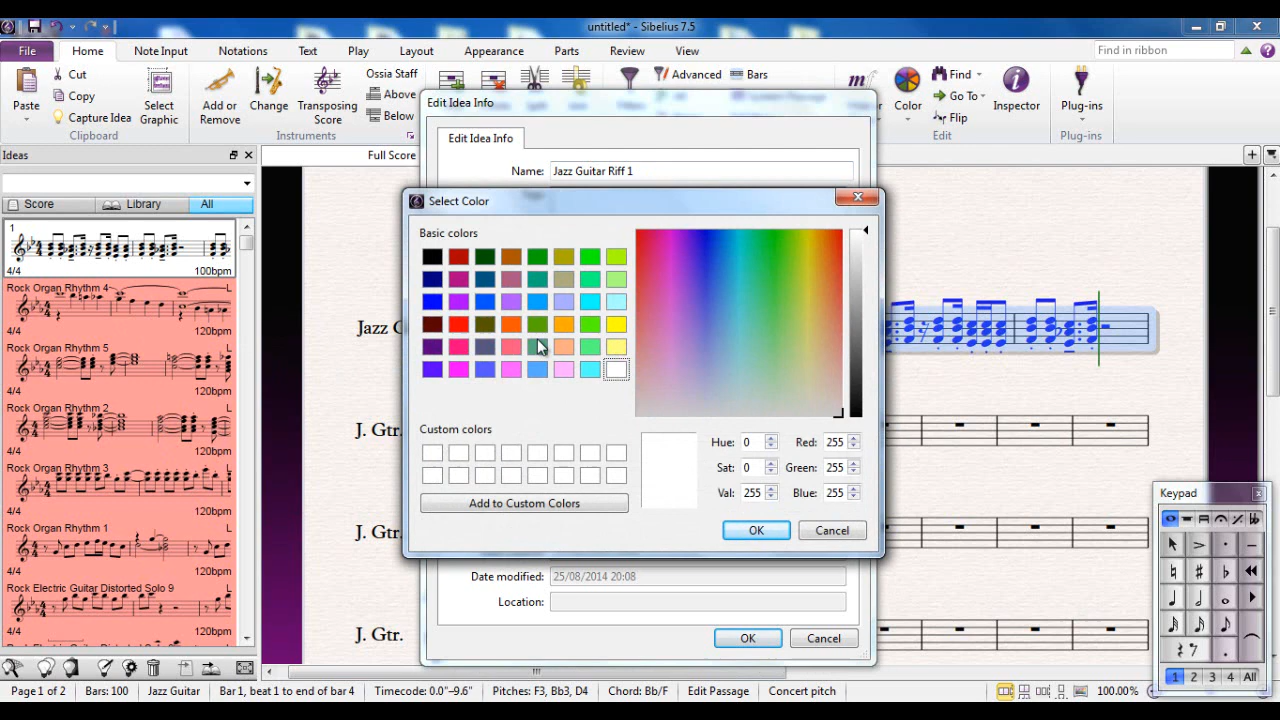 untitled* - Sibelius 7.5
File Home Note Input Notations Text Play Layout Appearance Parts Review View Find in ribbon
Paste Cut Copy Capture Idea Select Graphic Add or Remove Change Transposing Score Ossia Staff Above Below Advanced Bars Color Find Go To Flip Inspector Plug-ins
Clipboard Instruments Edit Plug-ins
Ideas
Full Score
Score Library All
1
4/4 100bpm
Rock Organ Rhythm 4 L
4/4 120bpm
Rock Organ Rhythm 5 L
4/4 120bpm
Rock Organ Rhythm 2 L
4/4 120bpm
Rock Organ Rhythm 3 L
4/4 120bpm
Rock Organ Rhythm 1 L
4/4 120bpm
Rock Electric Guitar Distorted Solo 9 L
4/4 120bpm
Edit Idea Info
Edit Idea Info
Name: Jazz Guitar Riff 1
Select Color
Basic colors
Custom colors
Add to Custom Colors
Hue: 0 Red: 255
Sat: 0 Green: 255
Val: 255 Blue: 255
OK Cancel
Date modified: 25/08/2014 20:08
Location:
OK Cancel
Jazz G
J. Gtr.
J. Gtr.
J. Gtr.
Keypad
1 2 3 4 All
Page 1 of 2 Bars: 100 Jazz Guitar Bar 1, beat 1 to end of bar 4 Timecode: 0.0"–9.6" Pitches: F3, Bb3, D4 Chord: Bb/F Edit Passage Concert pitch 100.00%